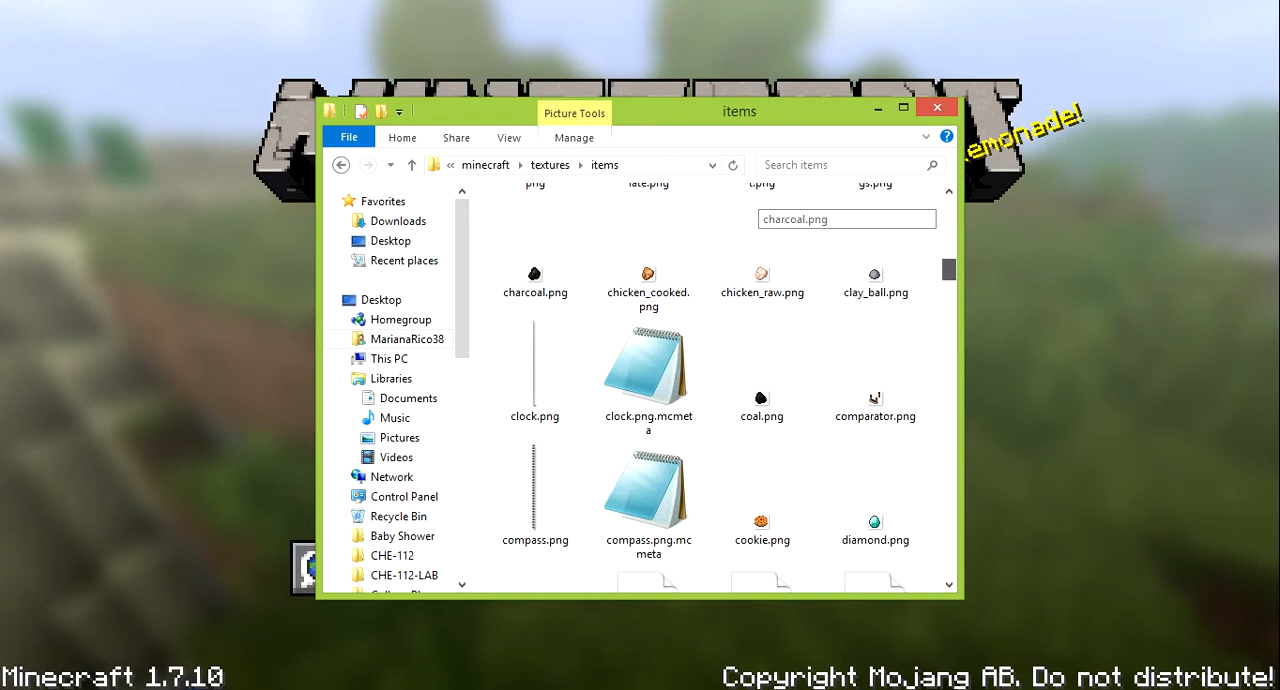 Picture Tools
items
File
Home
Share
View
Manage
« minecraft textures items
Search items
Favorites
Downloads
Desktop
Recent places
Desktop
Homegroup
MarianaRico38
This PC
Libraries
Documents
Music
Pictures
Videos
Network
Control Panel
Recycle Bin
Baby Shower
CHE-112
CHE-112-LAB
png
late.png
t.png
gs.png
charcoal.png
charcoal.png
chicken_cooked.
png
chicken_raw.png
clay_ball.png
clock.png
clock.png.mcmet
a
coal.png
comparator.png
compass.png
compass.png.mc
meta
cookie.png
diamond.png
emonade!
Minecraft 1.7.10
Copyright Mojang AB. Do not distribute!